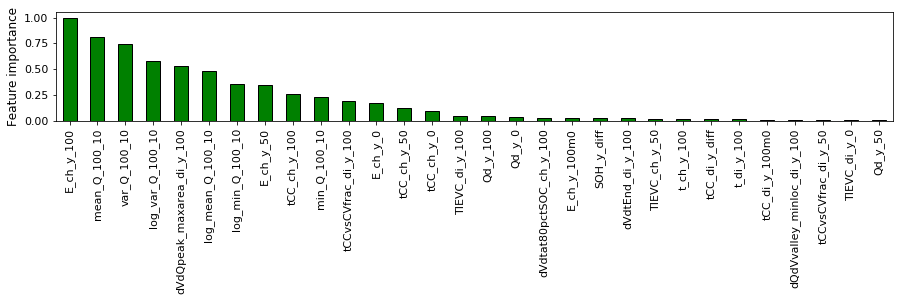 Feature importance
1.00
0.75
0.50
0.25
0.00
E_ch_y_100
mean_Q_100_10
var_Q_100_10
log_var_Q_100_10
dVdQpeak_maxarea_di_y_100
log_mean_Q_100_10
log_min_Q_100_10
E_ch_y_50
tCC_ch_y_100
min_Q_100_10
tCCvsCVfrac_di_y_100
E_ch_y_0
tCC_ch_y_50
tCC_ch_y_0
TIEVC_di_y_100
Qd_y_100
Qd_y_0
dVdtat80pctSOC_ch_y_100
E_ch_y_100m0
SOH_y_diff
dVdtEnd_di_y_100
TIEVC_ch_y_50
t_ch_y_100
tCC_di_y_diff
t_di_y_100
tCC_di_y_100m0
dQdVvalley_minloc_di_y_100
tCCvsCVfrac_di_y_50
TIEVC_di_y_0
Qd_y_50